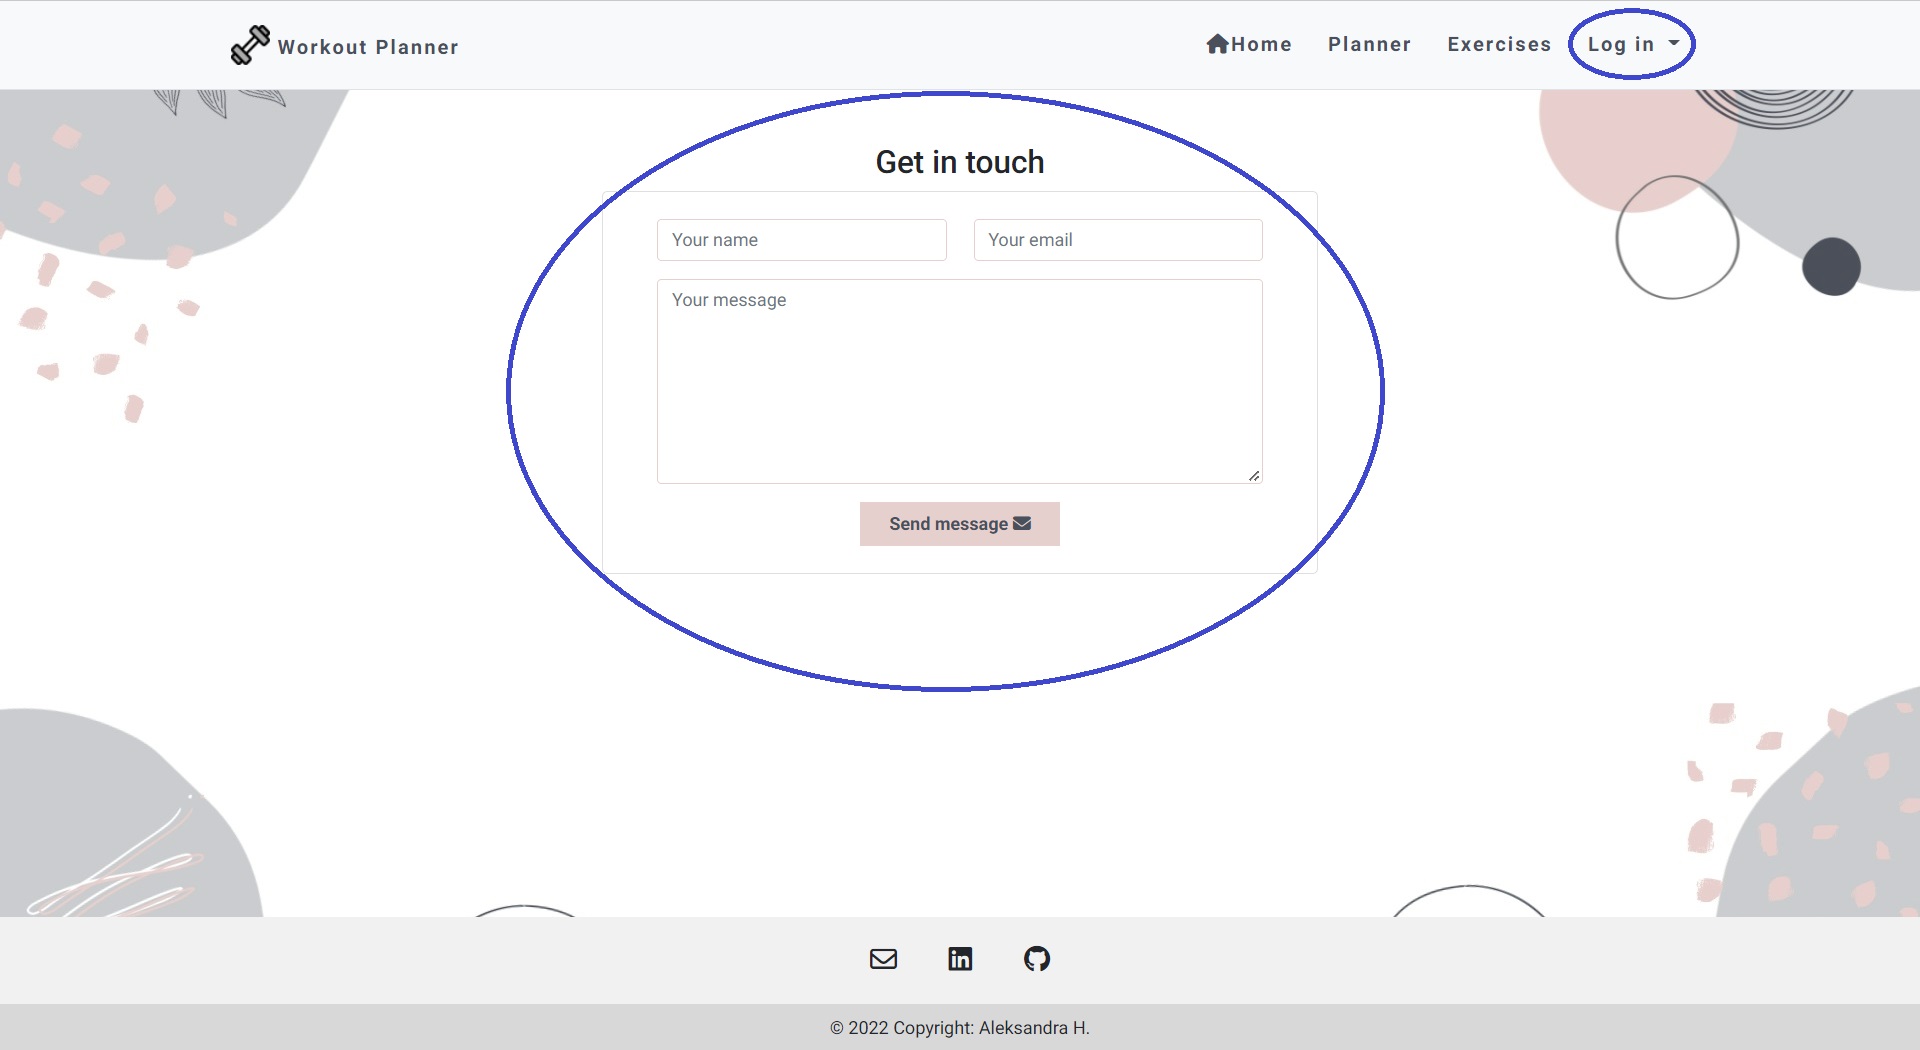 Workout Planner
Home Planner Exercises Log in
Get in touch
Your name Your email
Your message
Send message
© 2022 Copyright: Aleksandra H.